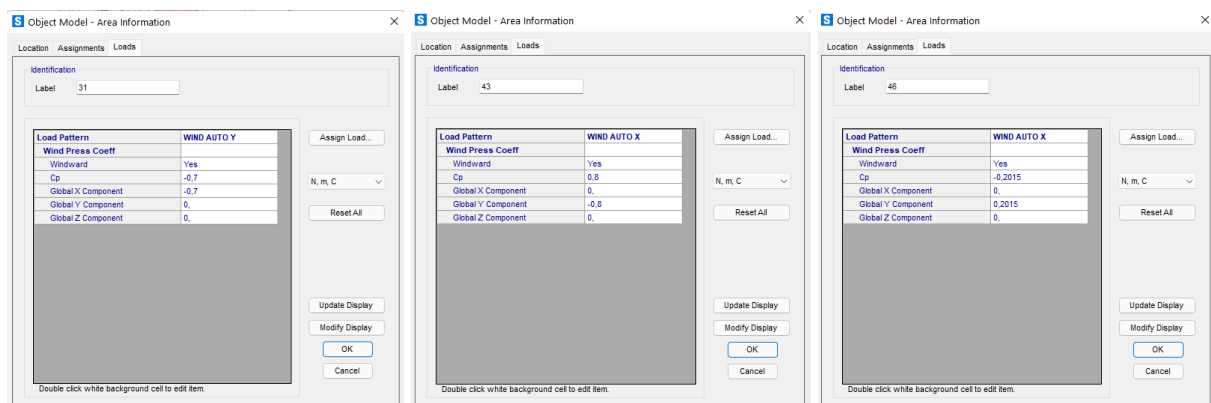 S Object Model - Area Information
Location Assignments Loads
Identification
Label 31
Load Pattern WIND AUTO Y
Wind Press Coeff
Windward Yes
Cp -0,7
Global X Component -0,7
Global Y Component 0,
Global Z Component 0,
Assign Load...
N, m, C
Reset All
Update Display
Modify Display
OK
Cancel
Double click white background cell to edit item.
S Object Model - Area Information
Location Assignments Loads
Identification
Label 43
Load Pattern WIND AUTO X
Wind Press Coeff
Windward Yes
Cp 0,8
Global X Component 0,
Global Y Component -0,8
Global Z Component 0,
Assign Load...
N, m, C
Reset All
Update Display
Modify Display
OK
Cancel
Double click white background cell to edit item.
S Object Model - Area Information
Location Assignments Loads
Identification
Label 46
Load Pattern WIND AUTO X
Wind Press Coeff
Windward Yes
Cp -0,2015
Global X Component 0,
Global Y Component 0,2015
Global Z Component 0,
Assign Load...
N, m, C
Reset All
Update Display
Modify Display
OK
Cancel
Double click white background cell to edit item.